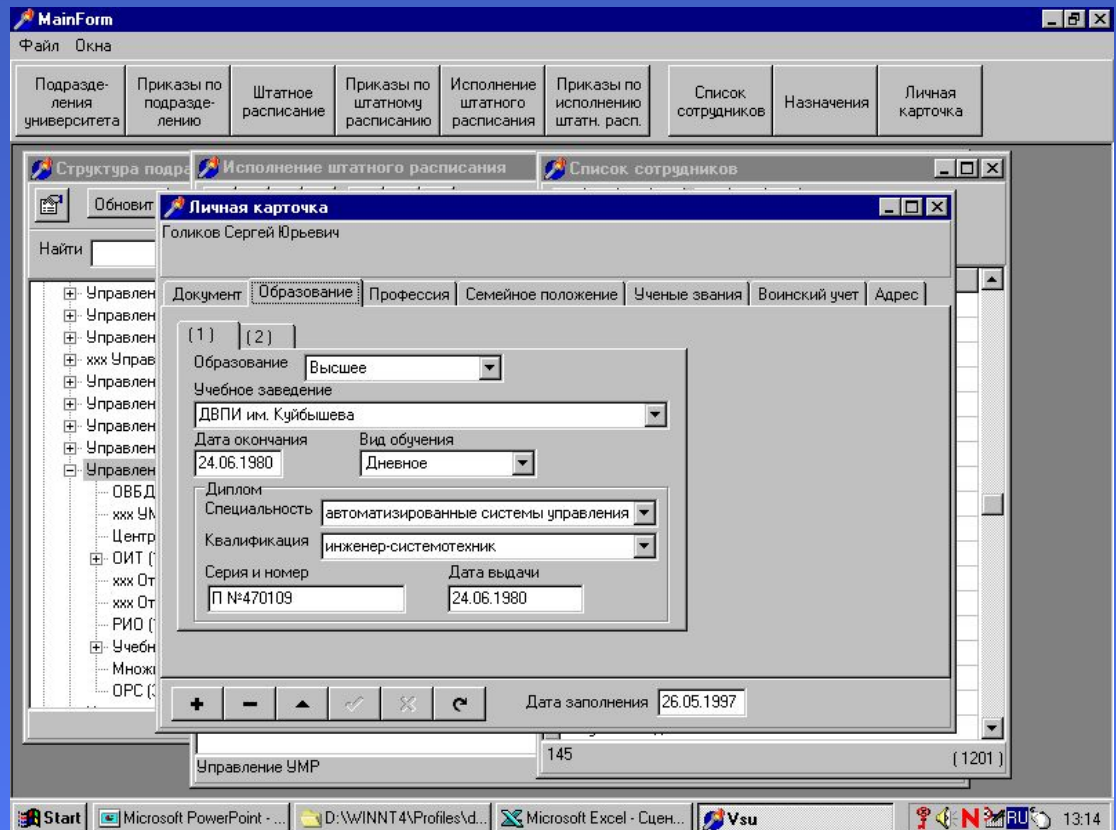 MainForm
Файл Окна
Подразде-
ления
университета
Приказы по
подразде-
лению
Штатное
расписание
Приказы по
штатному
расписанию
Исполнение
штатного
расписания
Приказы по
исполнению
штатн. расп.
Список
сотрудников
Назначения
Личная
карточка
Структура подра
Исполнение штатного расписания
Список сотрудников
Обновит
Найти
Управлен
Управлен
Управлен
xxx Управ
Управлен
Управлен
Управлен
Управлен
Управлен
ОВБД
xxx УМ
Центр
ОИТ (
xxx От
xxx От
РИО (
Учебн
Множ
ОРС (
Личная карточка
Голиков Сергей Юрьевич
Документ Образование Профессия Семейное положение Ученые звания Воинский учет Адрес
(1) (2)
Образование Высшее
Учебное заведение
ДВПИ им. Куйбышева
Дата окончания Вид обучения
24.06.1980 Дневное
Диплом
Специальность автоматизированные системы управления
Квалификация инженер-системотехник
Серия и номер Дата выдачи
П №470109 24.06.1980
Дата заполнения 26.05.1997
145 (1201)
Управление УМР
Start Microsoft PowerPoint - ... D:\WINNT4\Profiles\d... Microsoft Excel - Сцен... Vsu RU 13:14